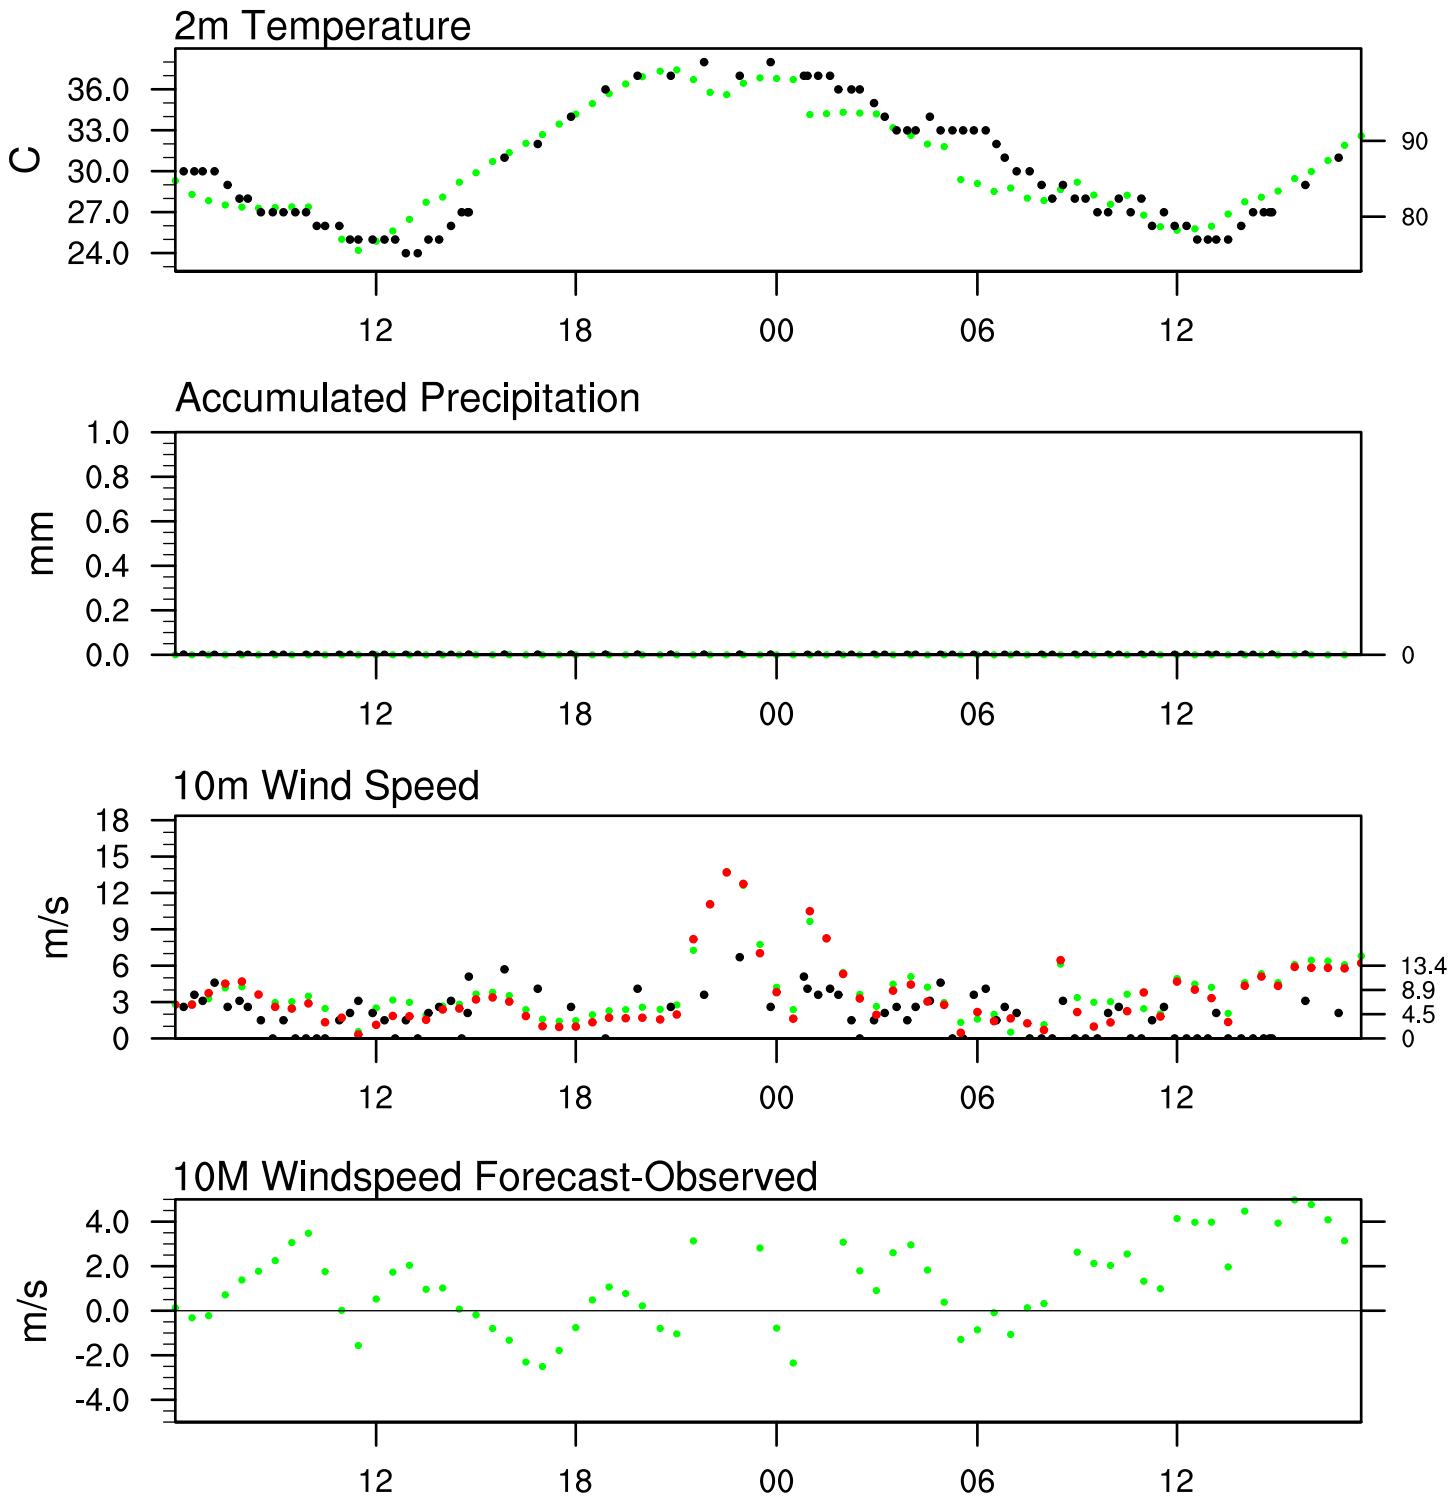 2m Temperature
36.0
33.0
30.0
27.0
24.0
C
90
80
12 18 00 06 12
Accumulated Precipitation
1.0
0.8
0.6
0.4
0.2
0.0
mm
0
12 18 00 06 12
10m Wind Speed
18
15
12
9
6
3
0
m/s
13.4
8.9
4.5
0
12 18 00 06 12
10M Windspeed Forecast-Observed
4.0
2.0
0.0
-2.0
-4.0
m/s
12 18 00 06 12